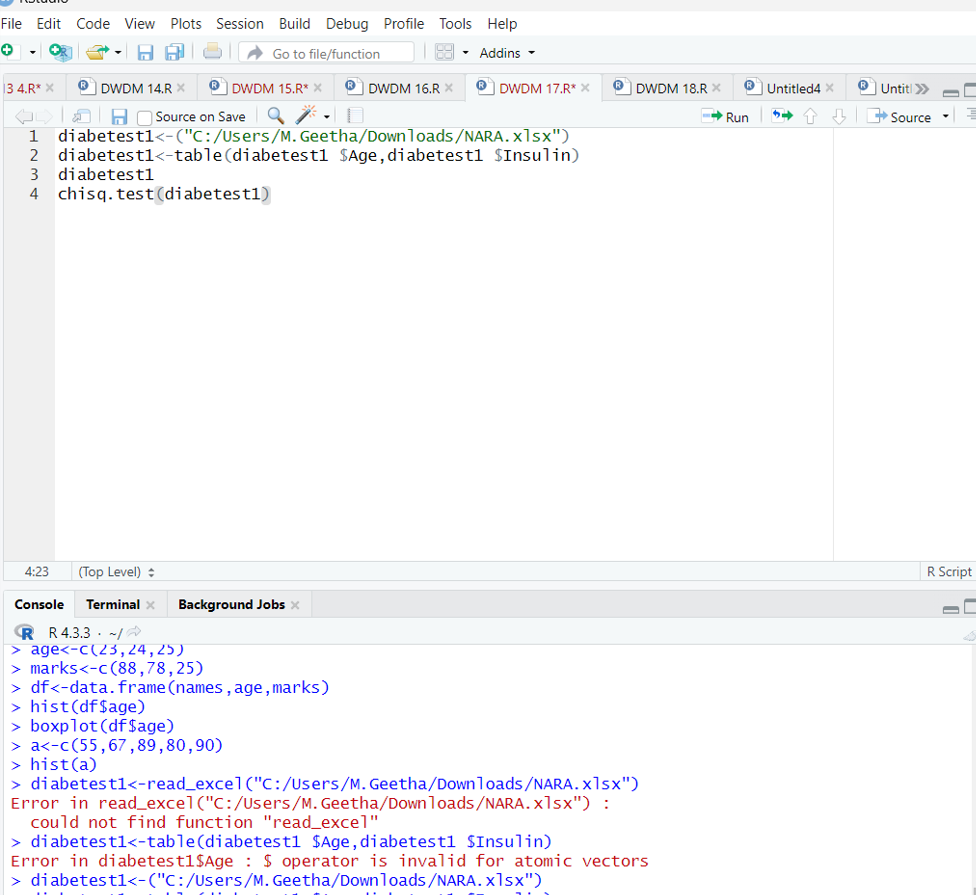 RStudio
File Edit Code View Plots Session Build Debug Profile Tools Help
Go to file/function Addins
13 4.R* DWDM 14.R DWDM 15.R* DWDM 16.R DWDM 17.R* DWDM 18.R Untitled4 Untitl
Source on Save Run Source
1 diabetest1<-("C:/Users/M.Geetha/Downloads/NARA.xlsx")
2 diabetest1<-table(diabetest1 $Age,diabetest1 $Insulin)
3 diabetest1
4 chisq.test(diabetest1)
4:23 (Top Level) R Script
Console Terminal Background Jobs
R 4.3.3 · ~/
> age<-c(23,24,25)
> marks<-c(88,78,25)
> df<-data.frame(names,age,marks)
> hist(df$age)
> boxplot(df$age)
> a<-c(55,67,89,80,90)
> hist(a)
> diabetest1<-read_excel("C:/Users/M.Geetha/Downloads/NARA.xlsx")
Error in read_excel("C:/Users/M.Geetha/Downloads/NARA.xlsx") :
could not find function "read_excel"
> diabetest1<-table(diabetest1 $Age,diabetest1 $Insulin)
Error in diabetest1$Age : $ operator is invalid for atomic vectors
> diabetest1<-("C:/Users/M.Geetha/Downloads/NARA.xlsx")